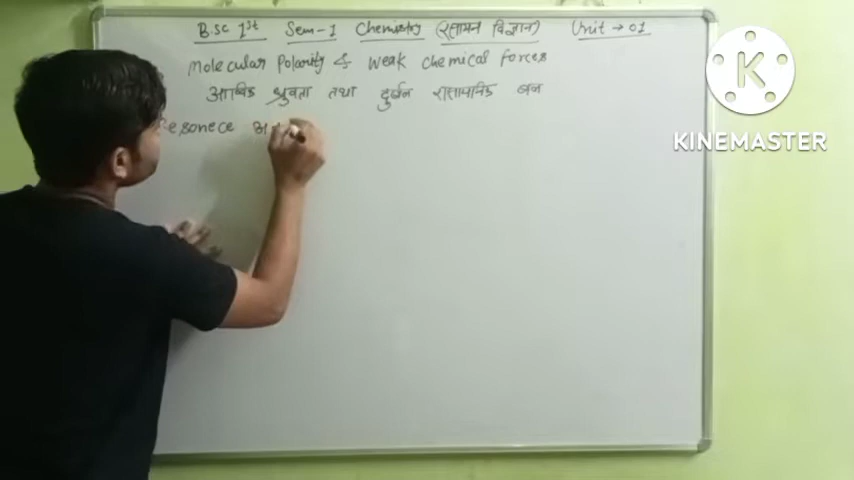 B.Sc 1st Sem-1 Chemistry (रसायन विज्ञान) Unit → 01
Molecular Polarity & Weak Chemical forces
आण्विक ध्रुवता तथा दुर्बल रासायनिक बल
K
KINEMASTER